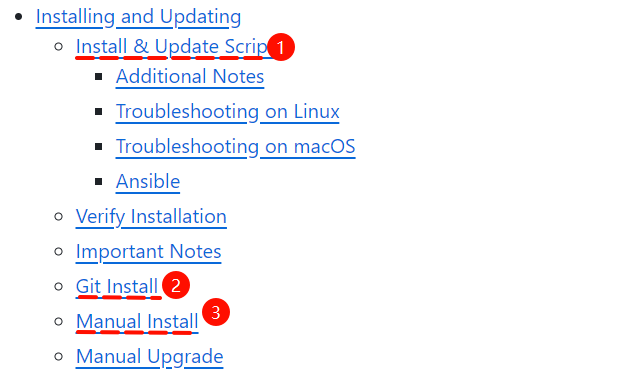 Installing and Updating
Install & Update Scrip 1
Additional Notes
Troubleshooting on Linux
Troubleshooting on macOS
Ansible
Verify Installation
Important Notes
Git Install 2
Manual Install 3
Manual Upgrade